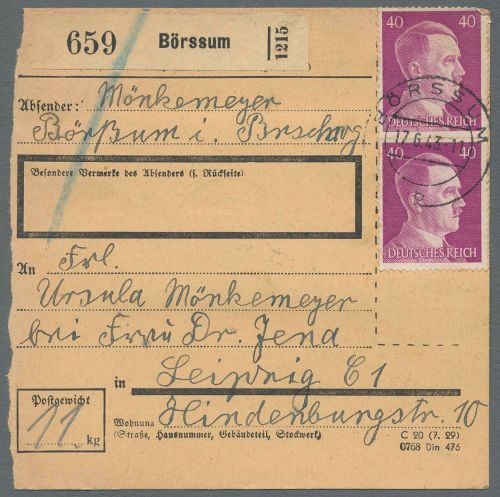 659 Börssum 1215
40 40
DEUTSCHES REICH
40 40
DEUTSCHES REICH
BÖRSSUM
17.6.43.-11
Absender: Mönkemeyer
Börßum i. Brschwg.
Besondere Vermerke des Absenders (s. Rückseite)
An Frl.
Ursula Mönkemeyer
bei Frau Dr. Jena
in Leipzig C1
Postgewicht
11 kg
Wohnung Hindenburgstr. 10
(Straße, Hausnummer, Gebäudeteil, Stockwerk)
C 20 (7. 29)
0768 Din 476